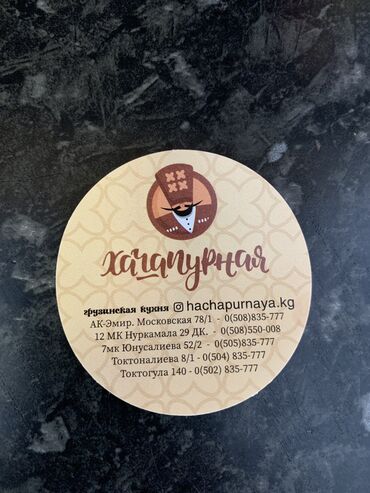 хачапурная
грузинская кухня hachapurnaya.kg
АК-Эмир. Московская 78/1 - 0(508)835-777
12 МК Нуркамала 29 ДК. - 0(508)550-008
7мк Юнусалиева 52/2 - 0(505)835-777
Токтоналиева 8/1 - 0(504) 835-777
Токтогула 140 - 0(502) 835-777